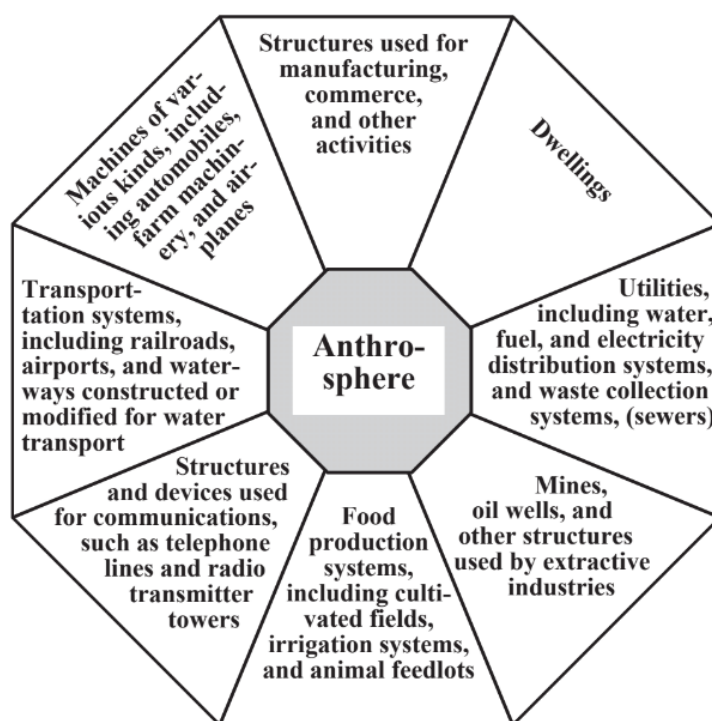 Structures used for
manufacturing,
commerce,
and other
activities
Dwellings
Utilities,
including water,
fuel, and electricity
distribution systems,
and waste collection
systems, (sewers)
Mines,
oil wells, and
other structures
used by extractive
industries
Food
production
systems,
including culti-
vated fields,
irrigation systems,
and animal feedlots
Structures
and devices used
for communications,
such as telephone
lines and radio
transmitter
towers
Transport-
tation systems,
including railroads,
airports, and water-
ways constructed or
modified for water
transport
Machines of var-
ious kinds, includ-
ing automobiles,
farm machin-
ery, and air-
planes
Anthro-
sphere